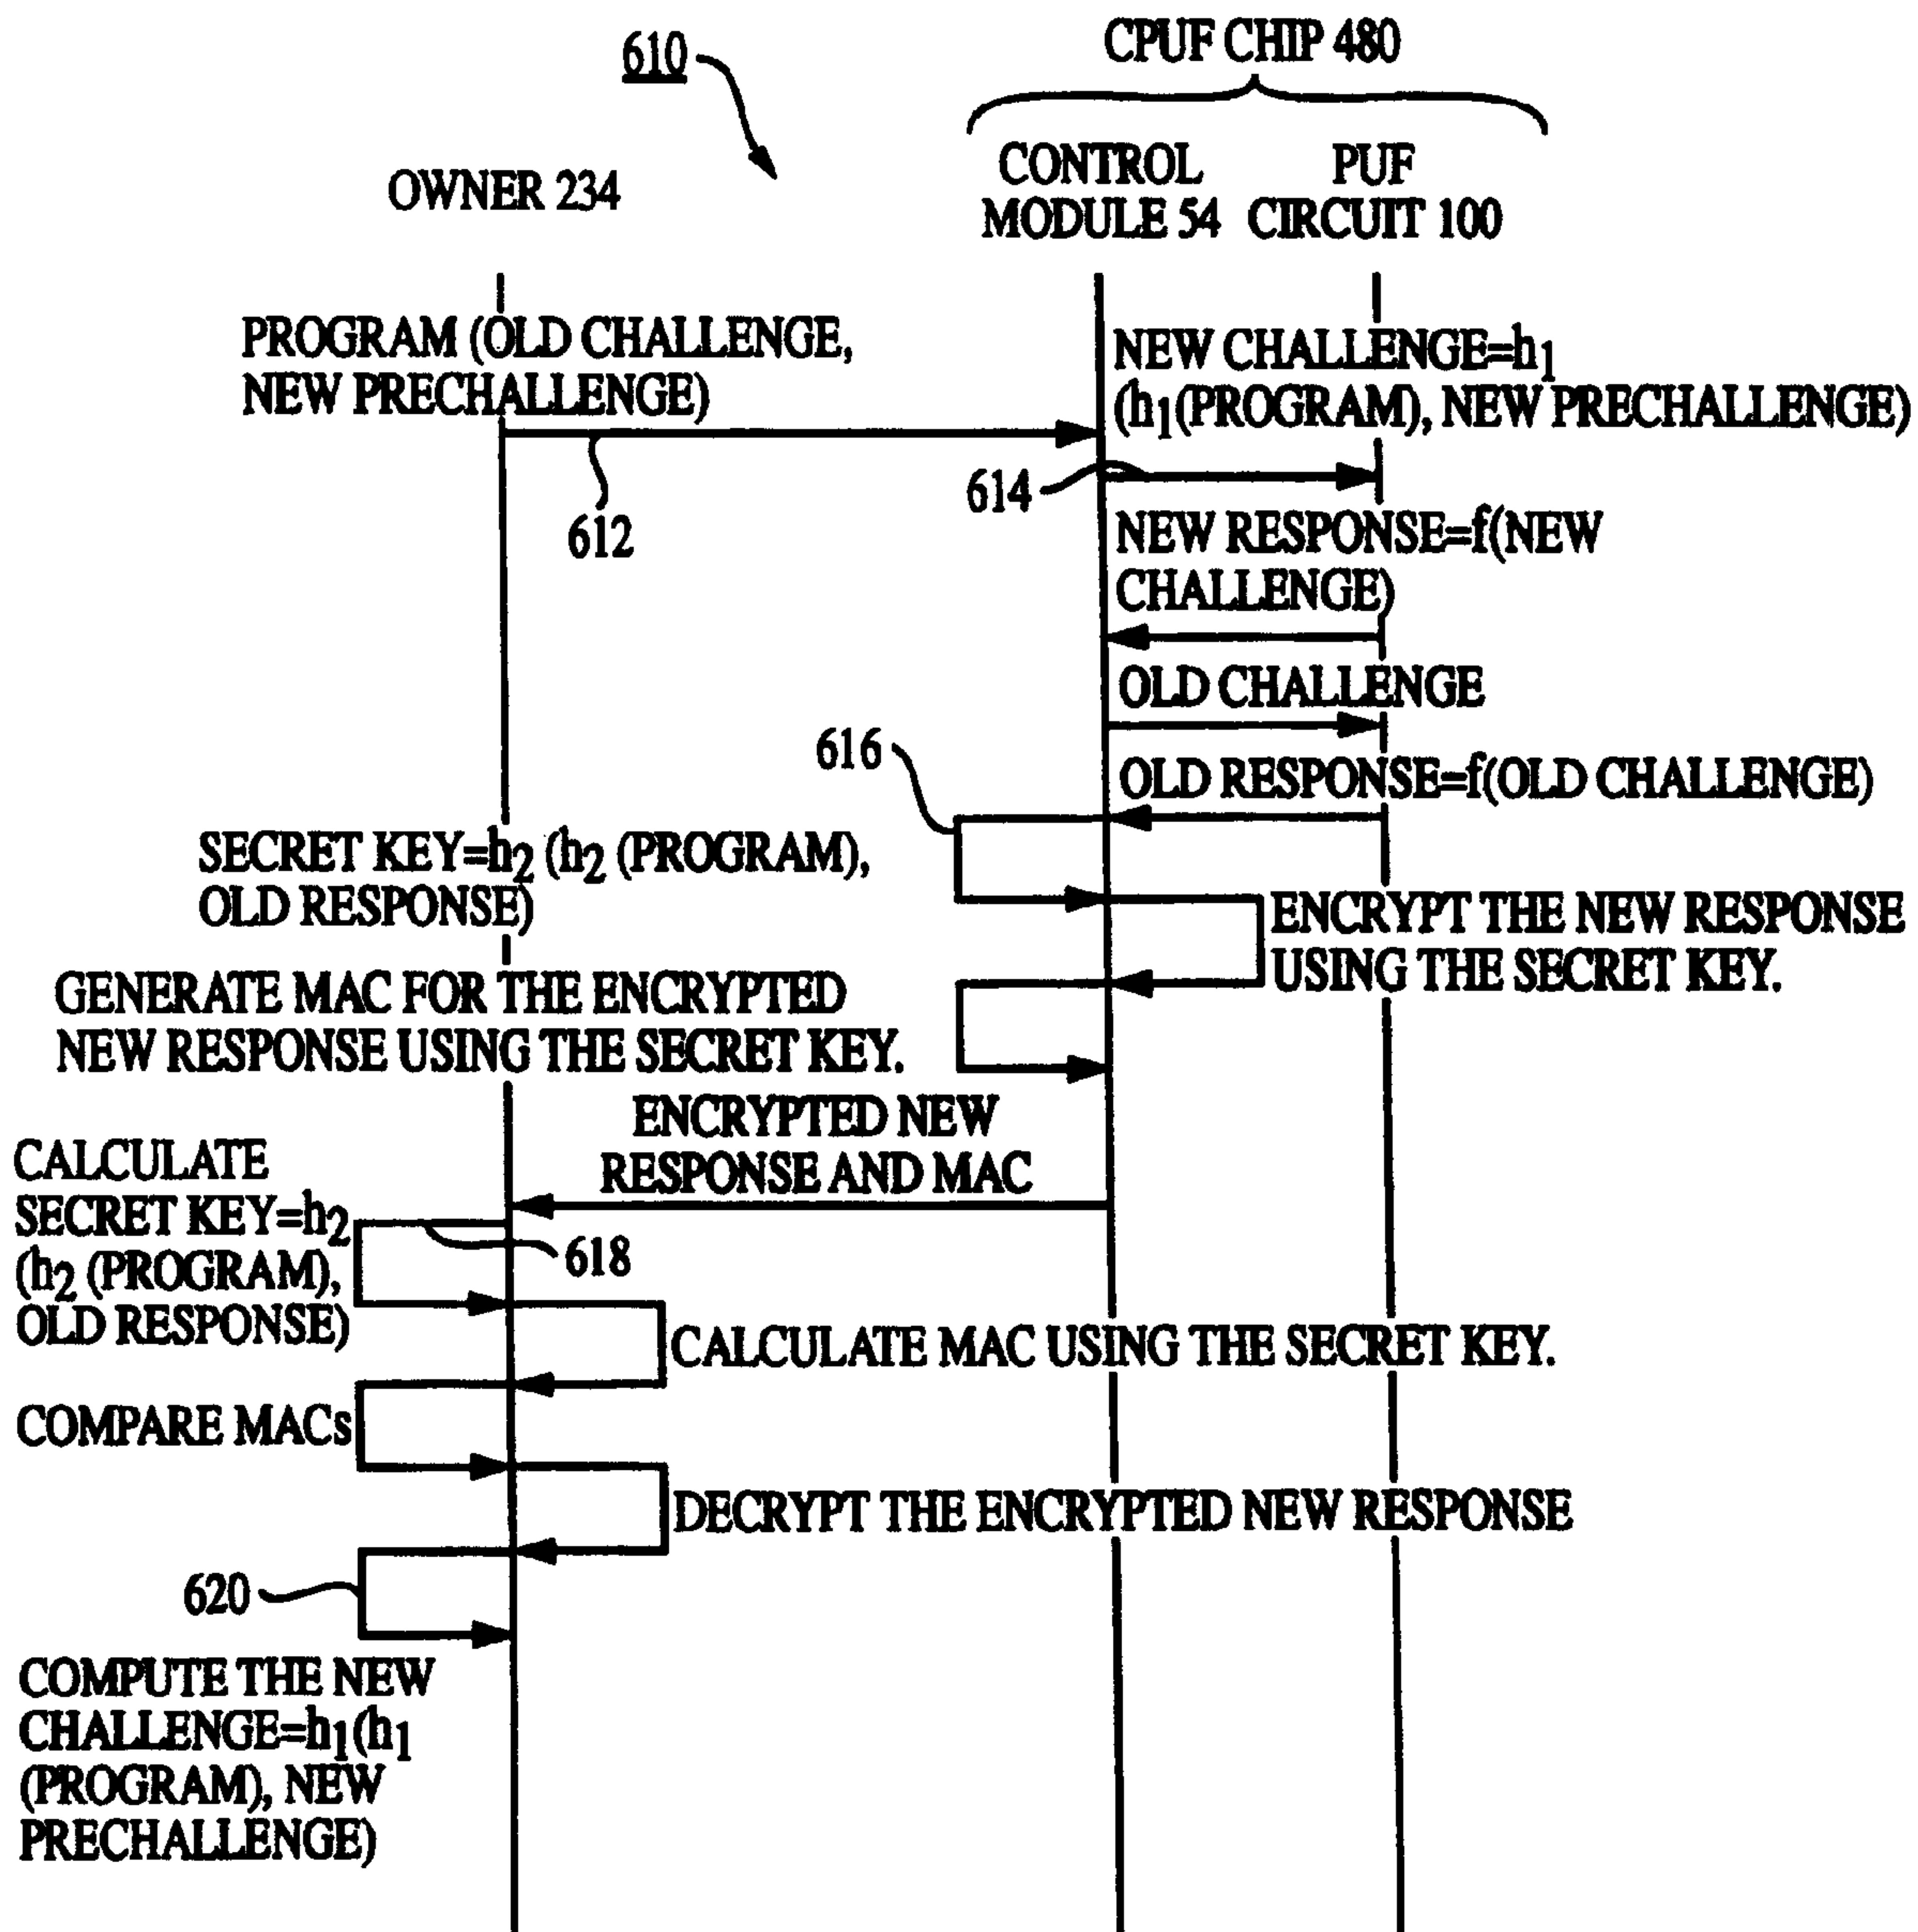 610
CPUF CHIP 480
OWNER 234
CONTROL
MODULE 54
PUF
CIRCUIT 100
PROGRAM (OLD CHALLENGE,
NEW PRECHALLENGE)
NEW CHALLENGE=h1
(h1(PROGRAM), NEW PRECHALLENGE)
612
614
NEW RESPONSE=f(NEW
CHALLENGE)
OLD CHALLENGE
616
OLD RESPONSE=f(OLD CHALLENGE)
SECRET KEY=h2 (h2 (PROGRAM),
OLD RESPONSE)
ENCRYPT THE NEW RESPONSE
USING THE SECRET KEY.
GENERATE MAC FOR THE ENCRYPTED
NEW RESPONSE USING THE SECRET KEY.
ENCRYPTED NEW
RESPONSE AND MAC
CALCULATE
SECRET KEY=h2
(h2 (PROGRAM),
OLD RESPONSE)
618
CALCULATE MAC USING THE SECRET KEY.
COMPARE MACs
DECRYPT THE ENCRYPTED NEW RESPONSE
620
COMPUTE THE NEW
CHALLENGE=h1(h1
(PROGRAM), NEW
PRECHALLENGE)